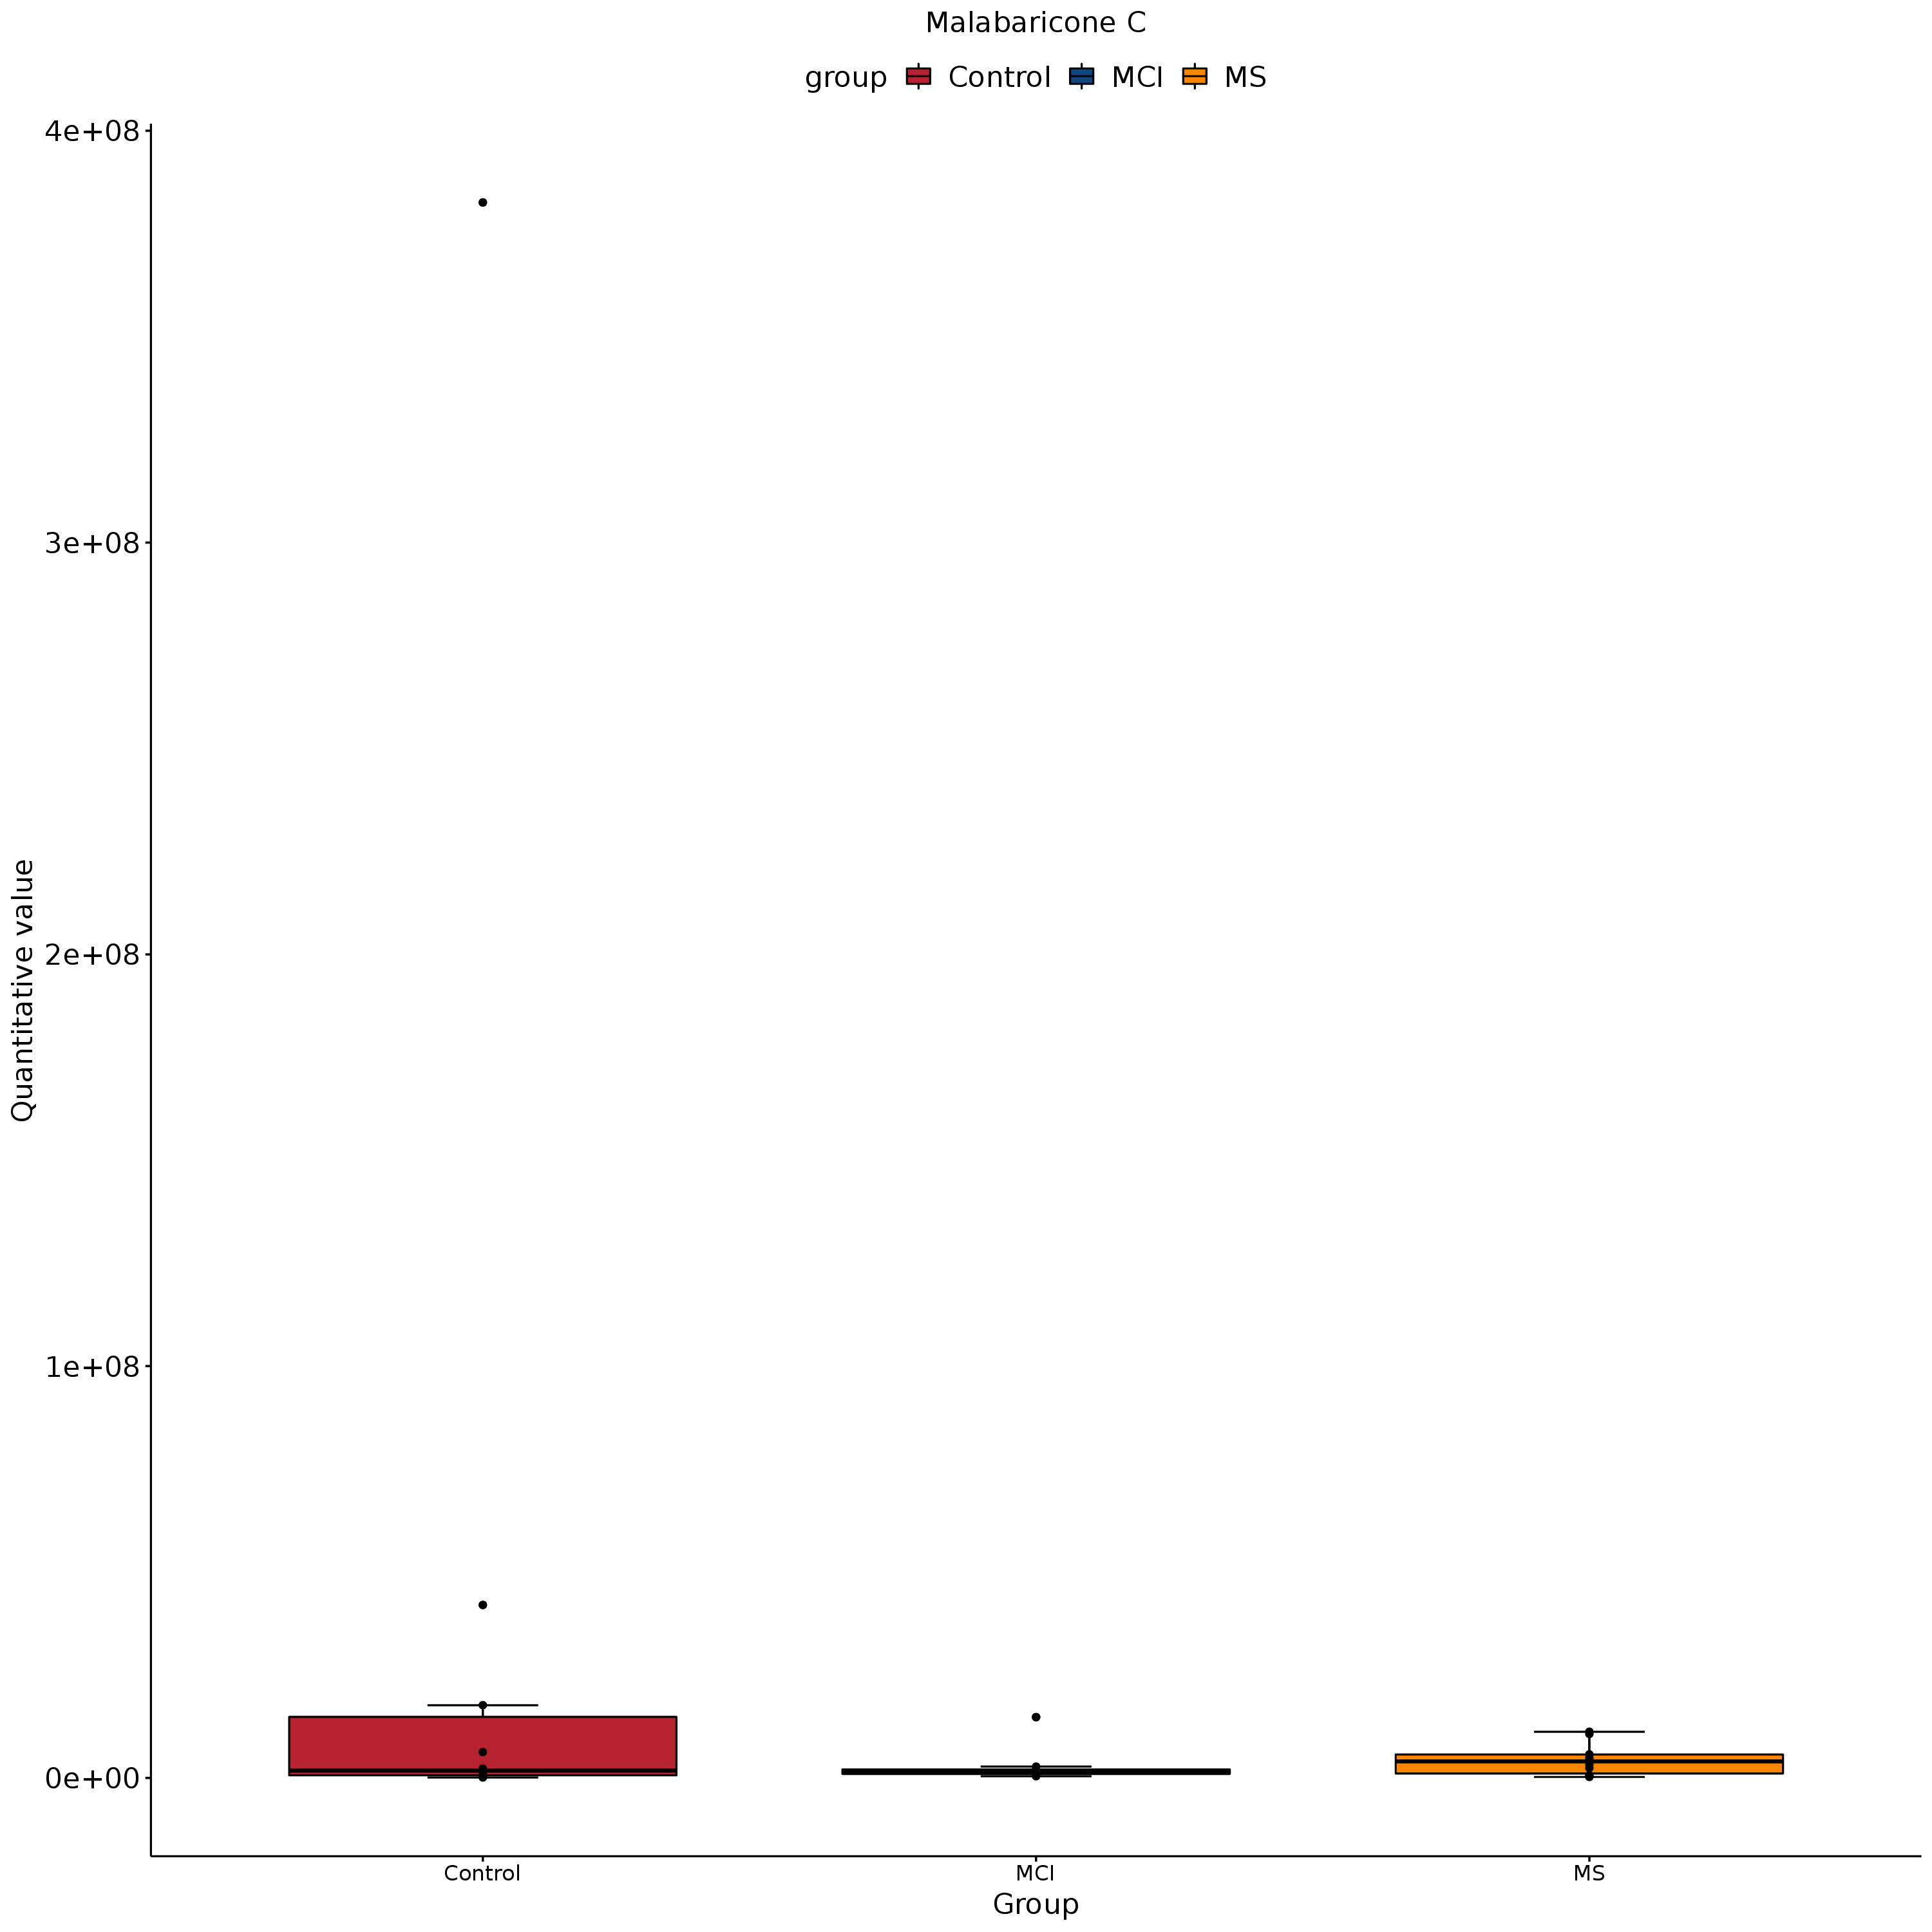 Malabaricone C
group Control MCI MS
4e+08
3e+08
2e+08
1e+08
0e+00
Quantitative value
Control MCI MS
Group